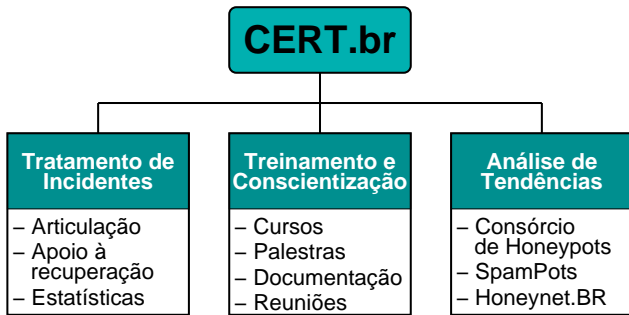 CERT.br
Tratamento de
Incidentes
– Articulação
– Apoio à
recuperação
– Estatísticas
Treinamento e
Conscientização
– Cursos
– Palestras
– Documentação
– Reuniões
Análise de
Tendências
– Consórcio
de Honeypots
– SpamPots
– Honeynet.BR